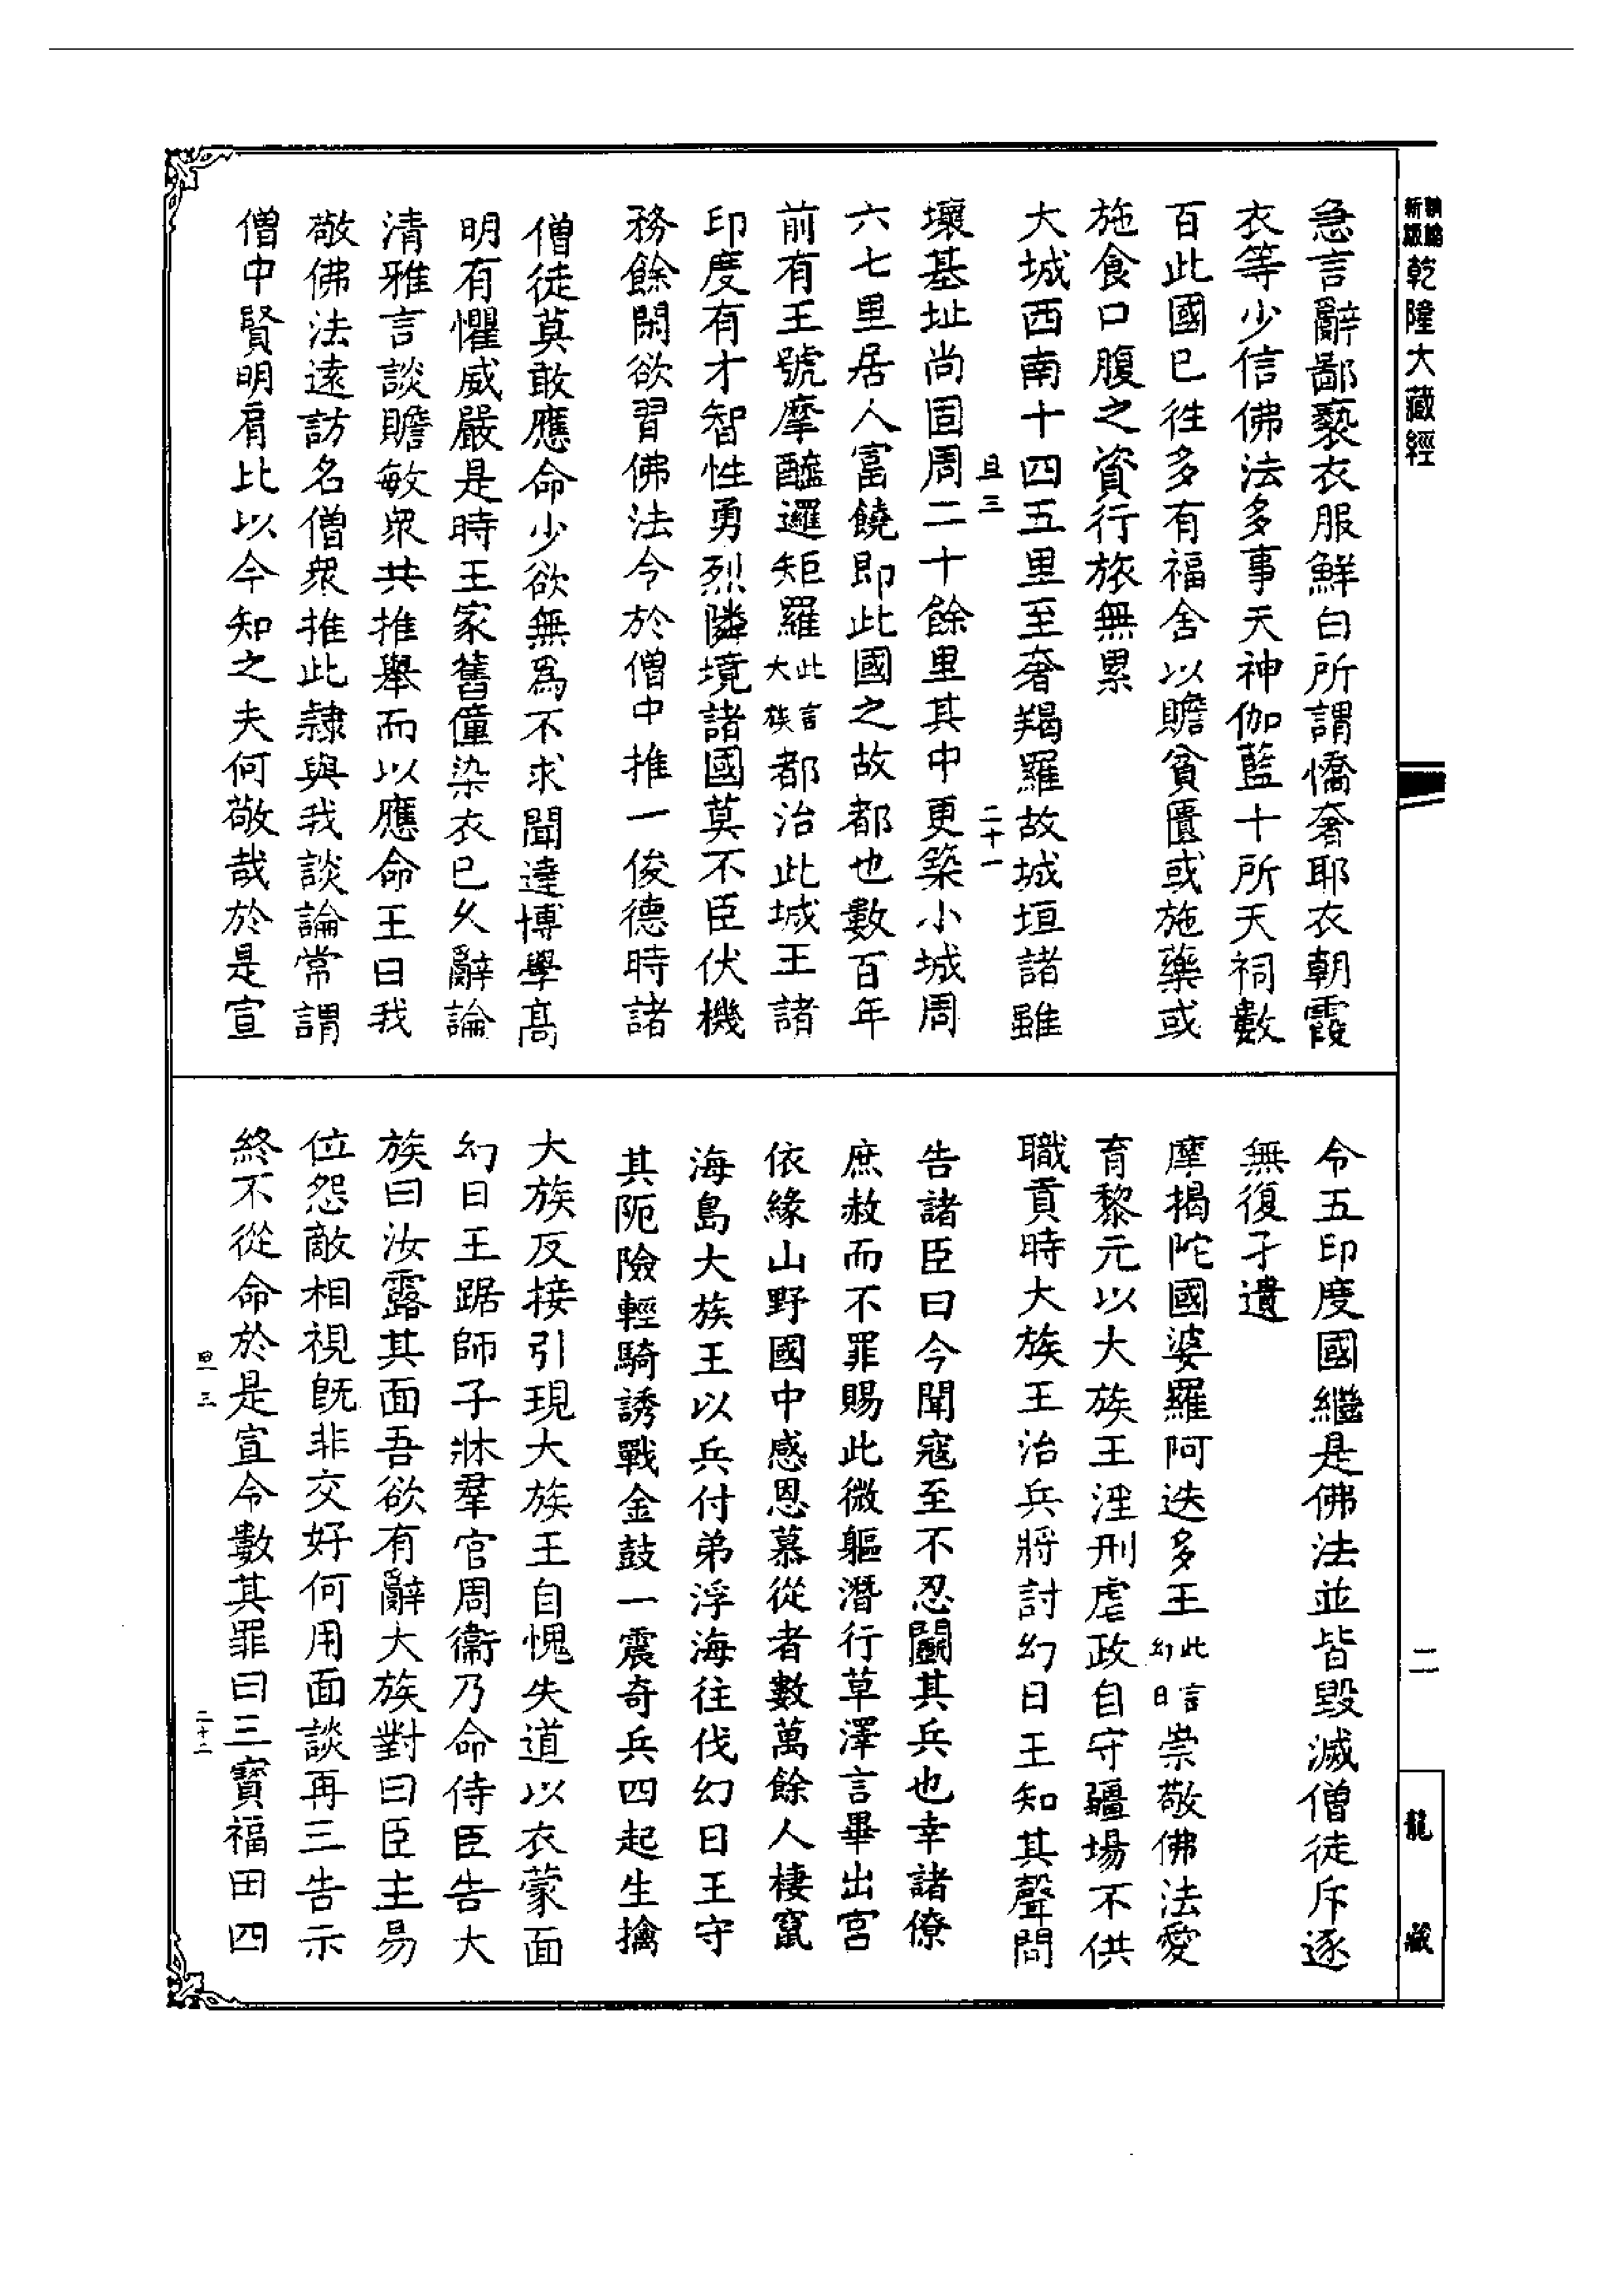 乾隆大藏經
急言辭鄙褻衣服鮮白所謂憍奢耶衣朝霞
衣等少信佛法多事天神伽藍十所天祠數
百此國已徃多有福舍以贍貧匱或施藥或
施食口腹之資行旅無累
大城西南十四五里至奢羯羅故城垣諸雖
旦三
二十一
壞基址尚固周二十餘里其中更築小城周
六七里居人富饒即此國之故都也數百年
前有王號摩醯邏矩羅此言大族都治此城王諸
印度有才智性勇烈隣境諸國莫不臣伏機
務餘閑欲習佛法令於僧中推一俊德時諸
僧徒莫敢應命少欲無爲不求聞達博學髙
明有懼威嚴是時王家舊僮染衣已久辭論
清雅言談贍敏衆共推舉而以應命王曰我
敬佛法遠訪名僧衆推此隷與我談論常謂
僧中賢明肩比以今知之夫何敬哉於是宣
令五印度國繼是佛法並皆毀滅僧徒斥逐
無復孑遺
摩揭陀國婆羅阿迭多王此言幻日崇敬佛法愛
育黎元以大族王淫刑虐政自守疆場不供
職貢時大族王治兵將討幻日王知其聲問
告諸臣曰今聞寇至不忍鬬其兵也幸諸僚
庶赦而不罪賜此微軀潛行草澤言畢出宮
依緣山野國中感恩慕從者數萬餘人棲竄
海島大族王以兵付弟浮海往伐幻日王守
其阨險輕騎誘戰金鼓一震奇兵四起生擒
大族反接引現大族王自愧失道以衣蒙面
幻日王踞師子牀羣官周衞乃命侍臣告大
族曰汝露其面吾欲有辭大族對曰臣主易
位怨敵相視旣非交好何用面談再三告示
終不從命於是宣令數其罪曰三寶福田四
三
二十二
二
龍藏